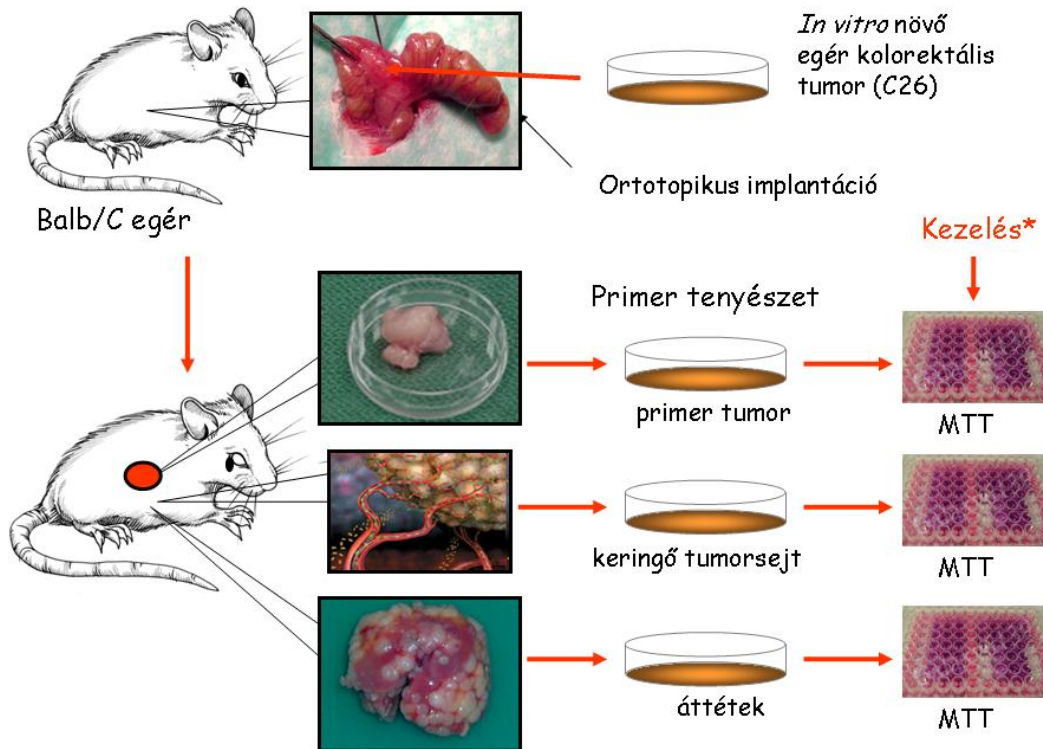 In vitro növő
egér kolorektális
tumor (C26)
Ortotopikus implantáció
Balb/C egér
Kezelés*
Primer tenyészet
primer tumor
MTT
keringő tumorsejt
MTT
áttétek
MTT